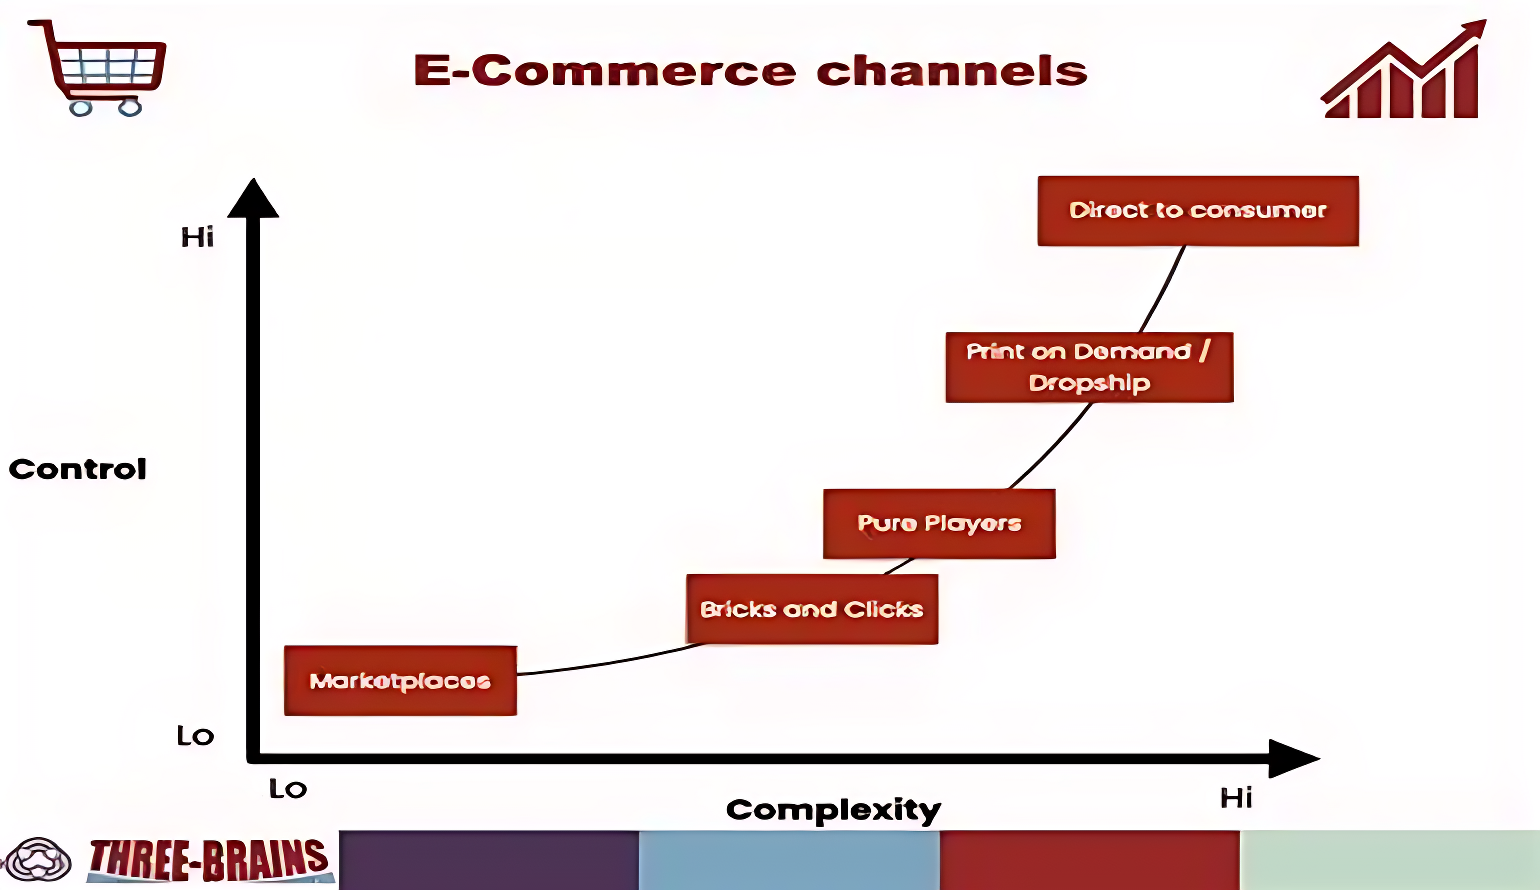 E-Commerce channels
Hi
Direct to consumer
Print on Demand /
Dropship
Control
Pure Players
Bricks and Clicks
Marketplaces
Lo
Lo
Hi
Complexity
THREE-BRAINS